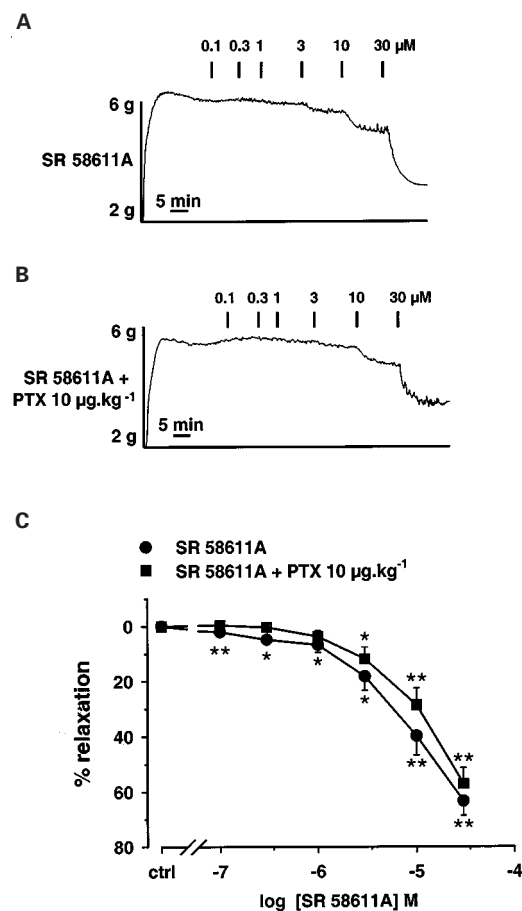 A
0.1 0.3 1 3 10 30 µM
6 g
SR 58611A
2 g
5 min
B
0.1 0.3 1 3 10 30 µM
6 g
SR 58611A +
PTX 10 µg.kg-1
2 g
5 min
C
SR 58611A
SR 58611A + PTX 10 µg.kg-1
0
20
40
60
80
% relaxation
** * * * * ** ** ** **
ctrl -7 -6 -5 -4
log [SR 58611A] M